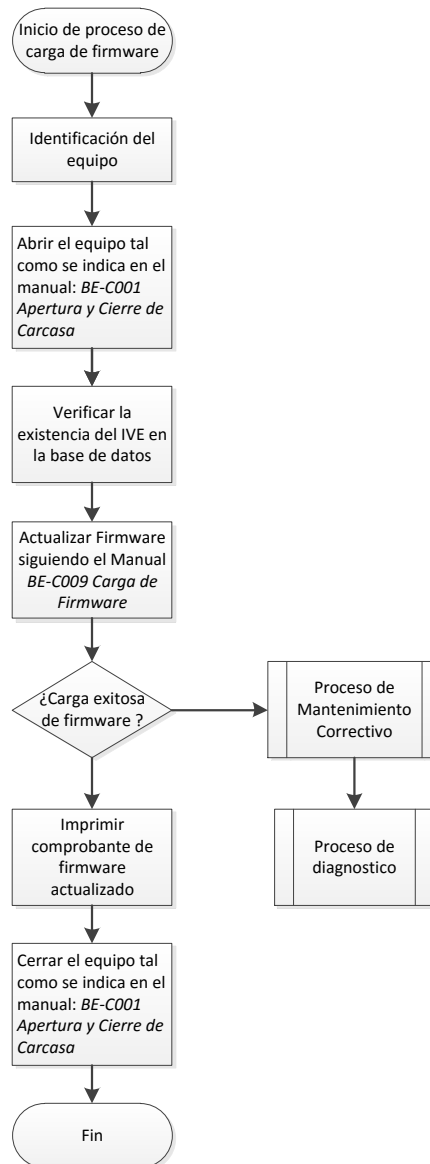 Inicio de proceso de
carga de firmware
Identificación del
equipo
Abrir el equipo tal
como se indica en el
manual: BE-C001
Apertura y Cierre de
Carcasa
Verificar la
existencia del IVE en
la base de datos
Actualizar Firmware
siguiendo el Manual
BE-C009 Carga de
Firmware
¿Carga exitosa
de firmware ?
Proceso de
Mantenimiento
Correctivo
Proceso de
diagnostico
Imprimir
comprobante de
firmware
actualizado
Cerrar el equipo tal
como se indica en el
manual: BE-C001
Apertura y Cierre de
Carcasa
Fin